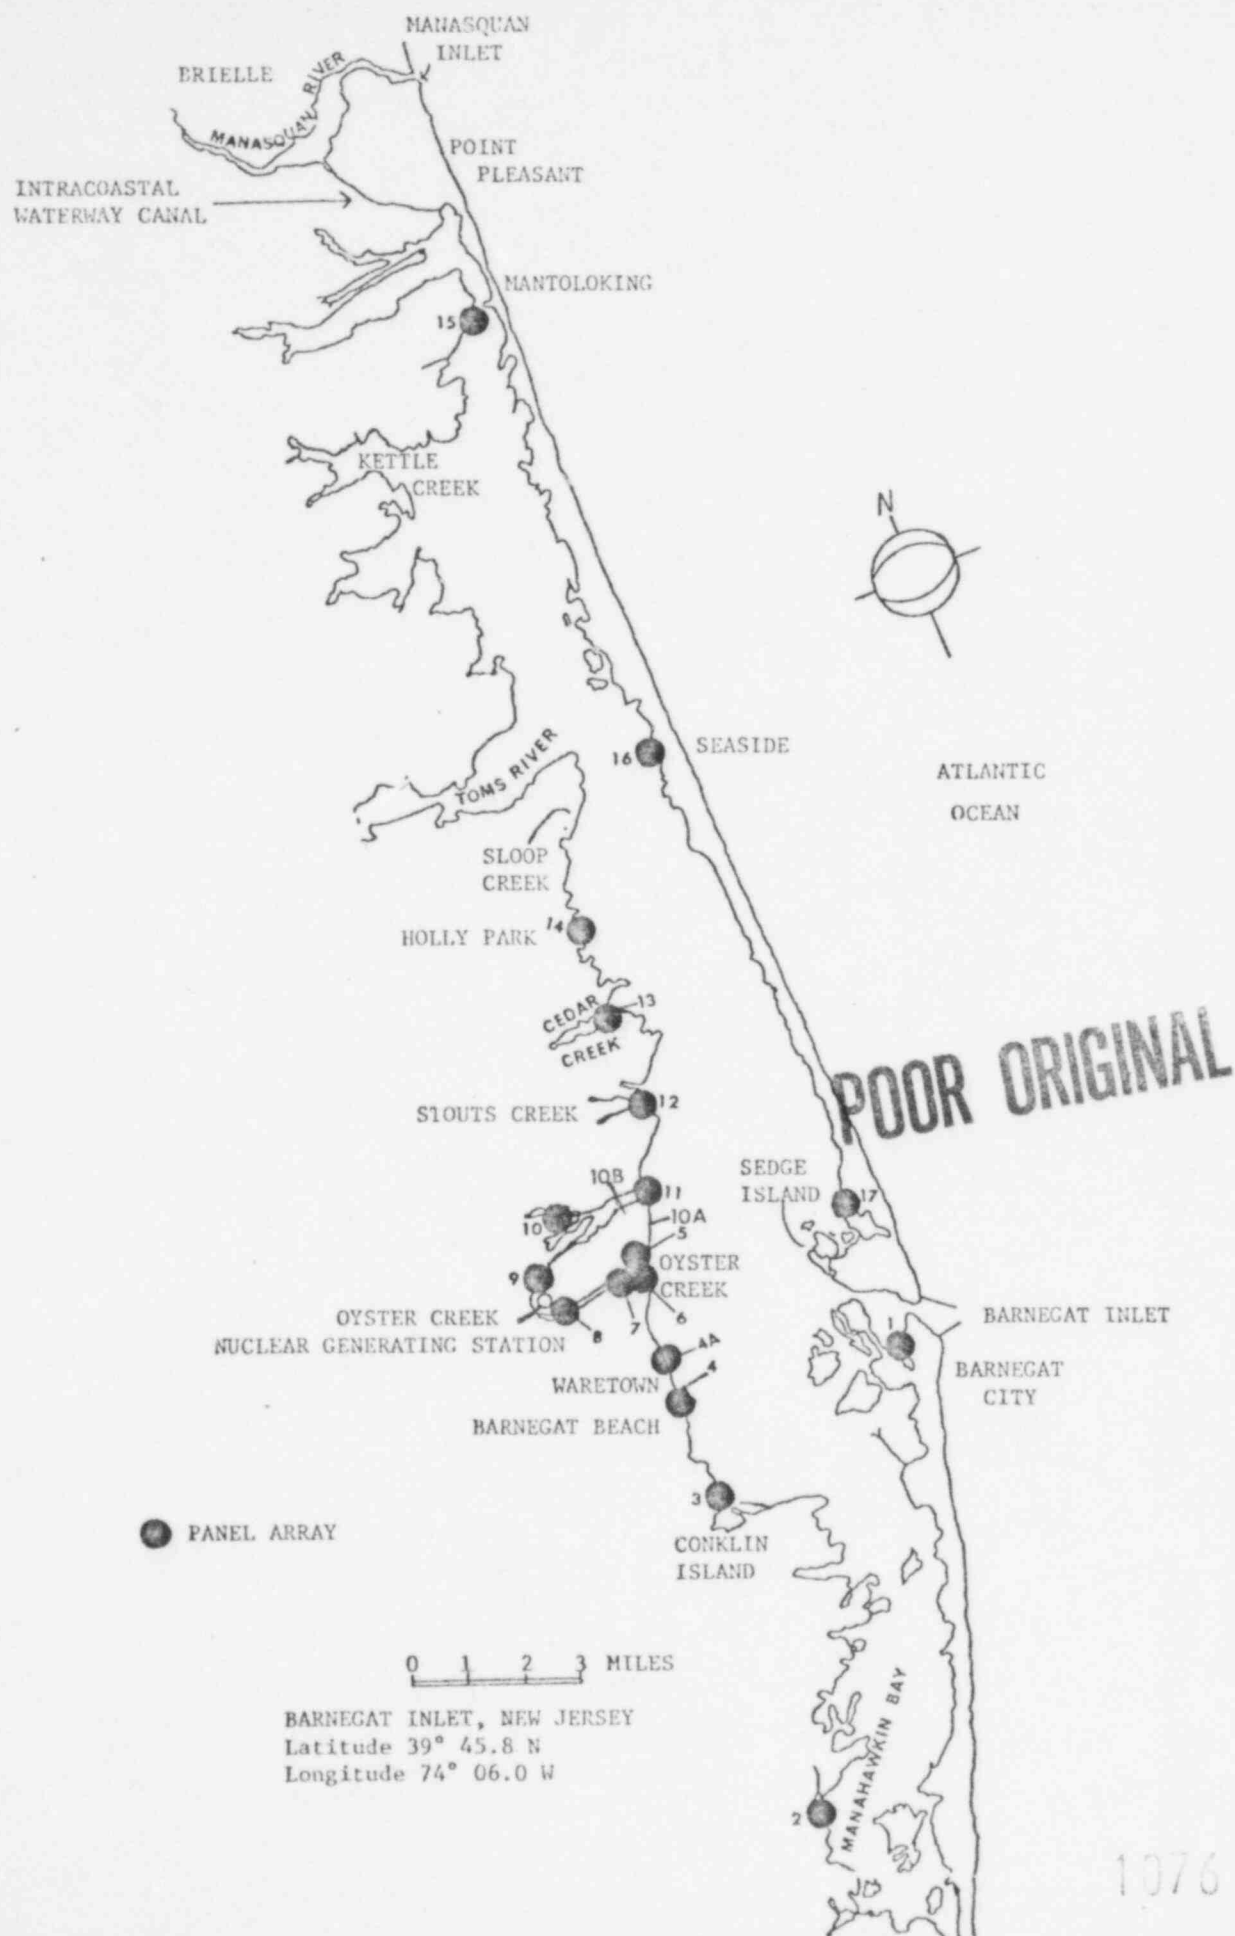 MANASQUAN
INLET
BRIELLE
MANASQUAN RIVER
POINT
PLEASANT
INTRACOASTAL
WATERWAY CANAL
MANTOLOKING
15
KETTLE
CREEK
N
SEASIDE
16
TOMS RIVER
ATLANTIC
OCEAN
SLOOP
CREEK
14
HOLLY PARK
CEDAR
CREEK
13
POOR ORIGINAL
STOUTS CREEK
12
SEDGE
ISLAND
17
10B
11
10
10A
5
OYSTER
CREEK
9
6
7
8
OYSTER CREEK
NUCLEAR GENERATING STATION
BARNEGAT INLET
1
4A
WARETOWN
4
BARNEGAT
CITY
BARNEGAT BEACH
3
PANEL ARRAY
CONKLIN
ISLAND
0 1 2 3 MILES
BARNEGAT INLET, NEW JERSEY
Latitude 39° 45.8 N
Longitude 74° 06.0 W
MANAHAWKIN BAY
2
1076